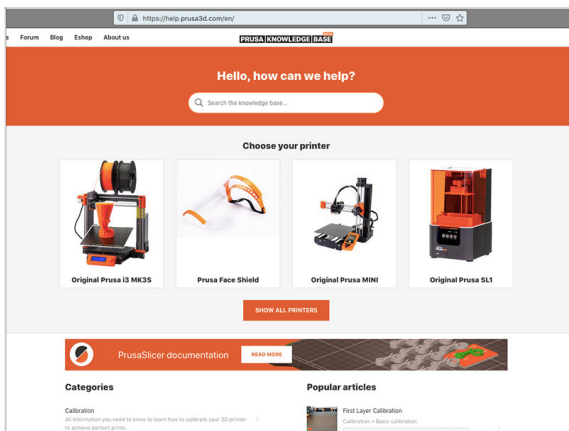 https://help.prusa3d.com/en/
s Forum Blog Eshop About us
PRUSA KNOWLEDGE BASE
Hello, how can we help?
Search the knowledge base...
Choose your printer
Original Prusa i3 MK3S
Prusa Face Shield
Original Prusa MINI
Original Prusa SL1
SHOW ALL PRINTERS
PrusaSlicer documentation READ MORE
Categories
Popular articles
Calibration
All information you need to know to learn how to calibrate your 3D printer
to achieve perfect prints.
First Layer Calibration
Calibration > Basic calibration